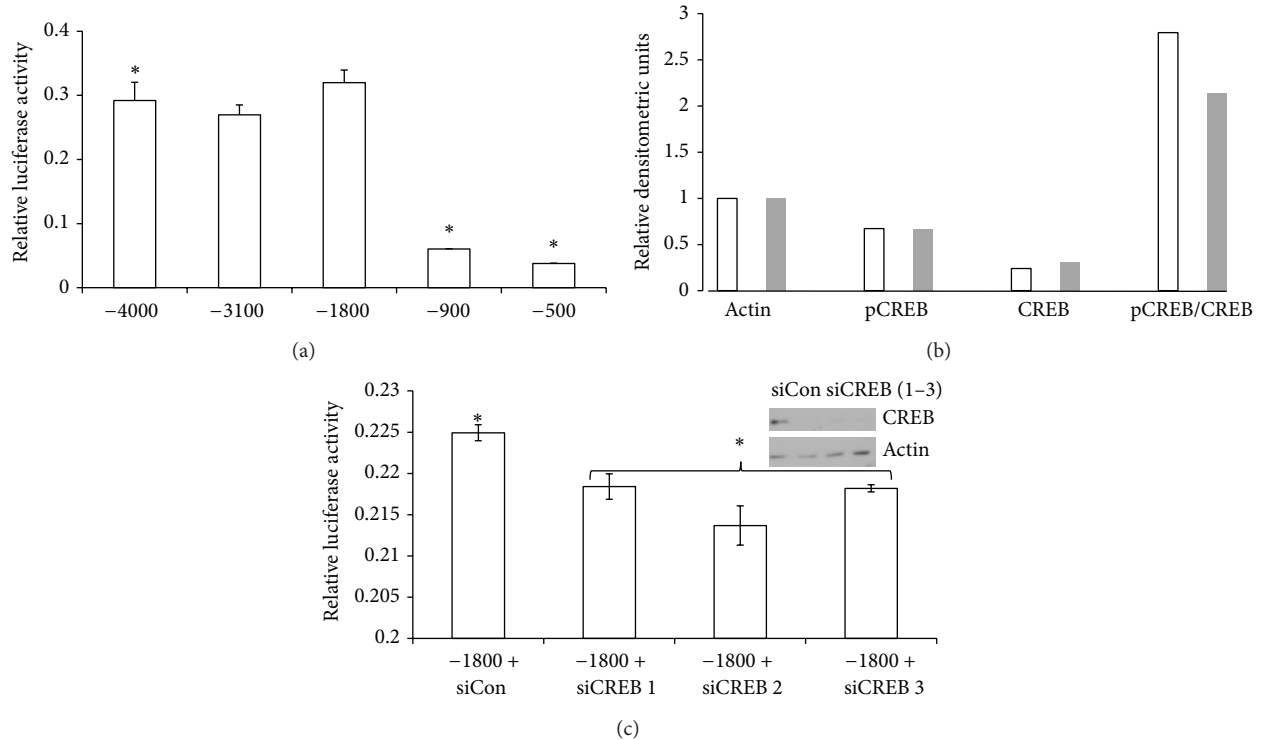 Relative luciferase activity
0.4
0.3
0.2
0.1
0
*
*
*
−4000
−3100
−1800
−900
−500
(a)
Relative densitometric units
3
2.5
2
1.5
1
0.5
0
Actin
pCREB
CREB
pCREB/CREB
(b)
Relative luciferase activity
0.23
0.225
0.22
0.215
0.21
0.205
0.2
*
*
siCon siCREB (1–3)
CREB
Actin
−1800 +
siCon
−1800 +
siCREB 1
−1800 +
siCREB 2
−1800 +
siCREB 3
(c)